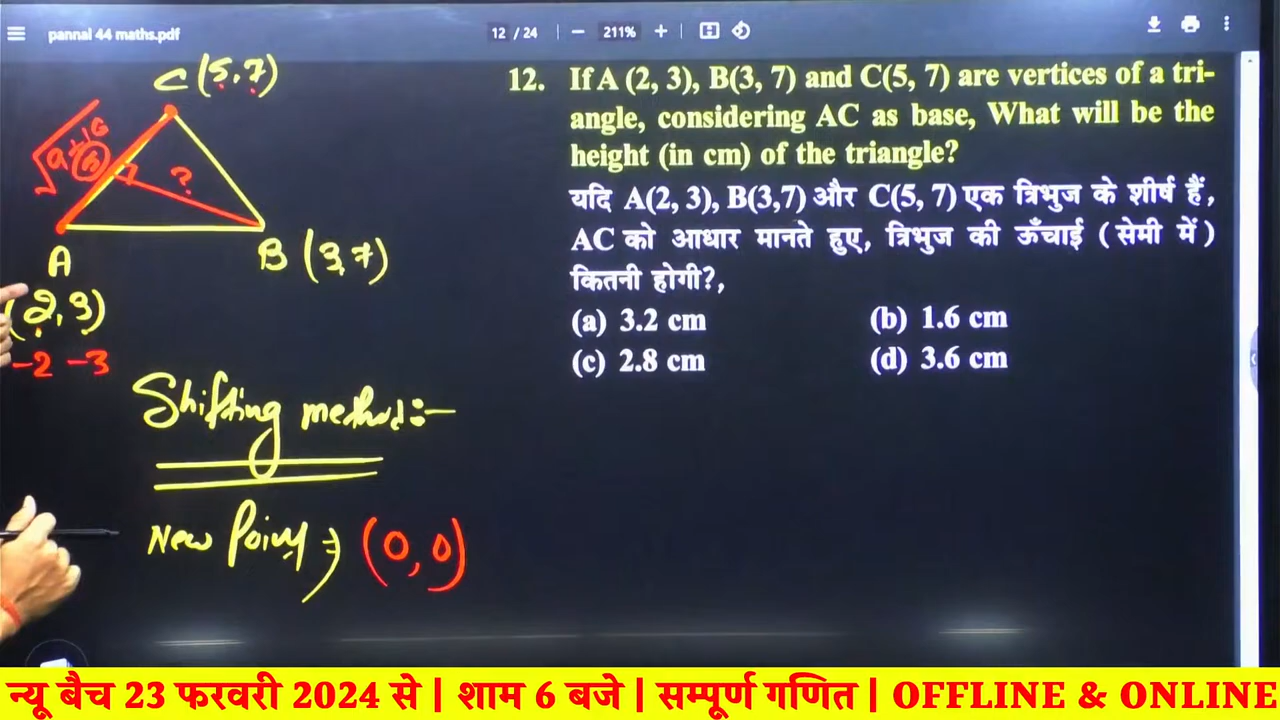 pannal 44 maths.pdf
12 / 24
211%
C (5,7)
?
A
B (3,7)
(2,3)
-2 -3
Shifting method:-
New Point ⇒ (0,0)
12. If A (2, 3), B(3, 7) and C(5, 7) are vertices of a tri-
angle, considering AC as base, What will be the
height (in cm) of the triangle?
यदि A(2, 3), B(3,7) और C(5, 7) एक त्रिभुज के शीर्ष हैं,
AC को आधार मानते हुए, त्रिभुज की ऊँचाई (सेमी में)
कितनी होगी?,
(a) 3.2 cm (b) 1.6 cm
(c) 2.8 cm (d) 3.6 cm
न्यू बैच 23 फरवरी 2024 से | शाम 6 बजे | सम्पूर्ण गणित | OFFLINE & ONLINE